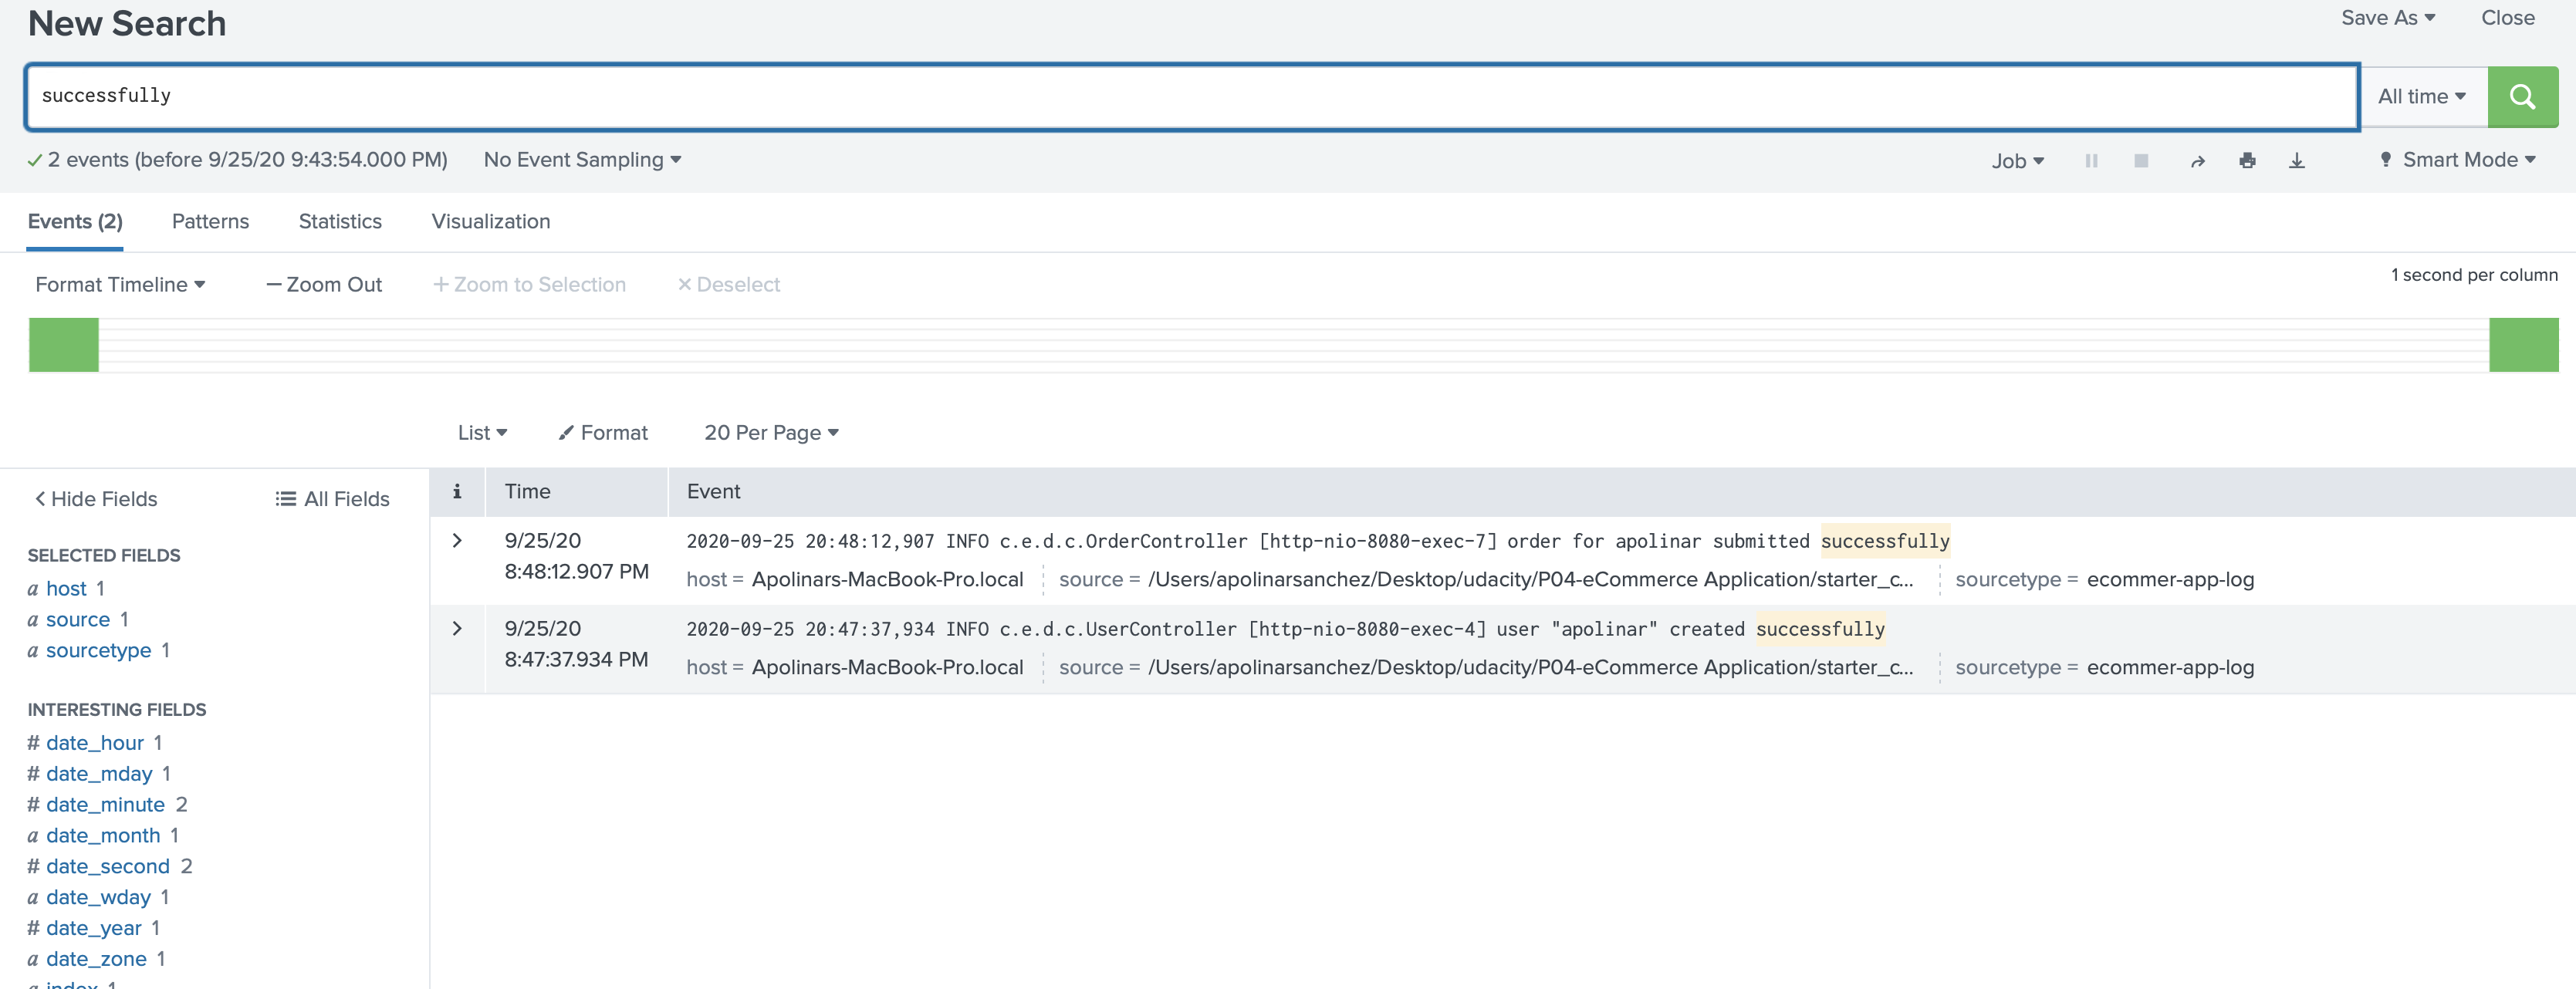 New Search
Save As Close
successfully
All time
2 events (before 9/25/20 9:43:54.000 PM) No Event Sampling
Job Smart Mode
Events (2) Patterns Statistics Visualization
Format Timeline — Zoom Out + Zoom to Selection × Deselect
1 second per column
List Format 20 Per Page
< Hide Fields All Fields
i Time Event
SELECTED FIELDS
a host 1
a source 1
a sourcetype 1
INTERESTING FIELDS
# date_hour 1
# date_mday 1
# date_minute 2
a date_month 1
# date_second 2
a date_wday 1
# date_year 1
a date_zone 1
a index 1
> 9/25/20
8:48:12.907 PM
2020-09-25 20:48:12,907 INFO c.e.d.c.OrderController [http-nio-8080-exec-7] order for apolinar submitted successfully
host = Apolinars-MacBook-Pro.local source = /Users/apolinarsanchez/Desktop/udacity/P04-eCommerce Application/starter_c... sourcetype = ecommer-app-log
> 9/25/20
8:47:37.934 PM
2020-09-25 20:47:37,934 INFO c.e.d.c.UserController [http-nio-8080-exec-4] user "apolinar" created successfully
host = Apolinars-MacBook-Pro.local source = /Users/apolinarsanchez/Desktop/udacity/P04-eCommerce Application/starter_c... sourcetype = ecommer-app-log